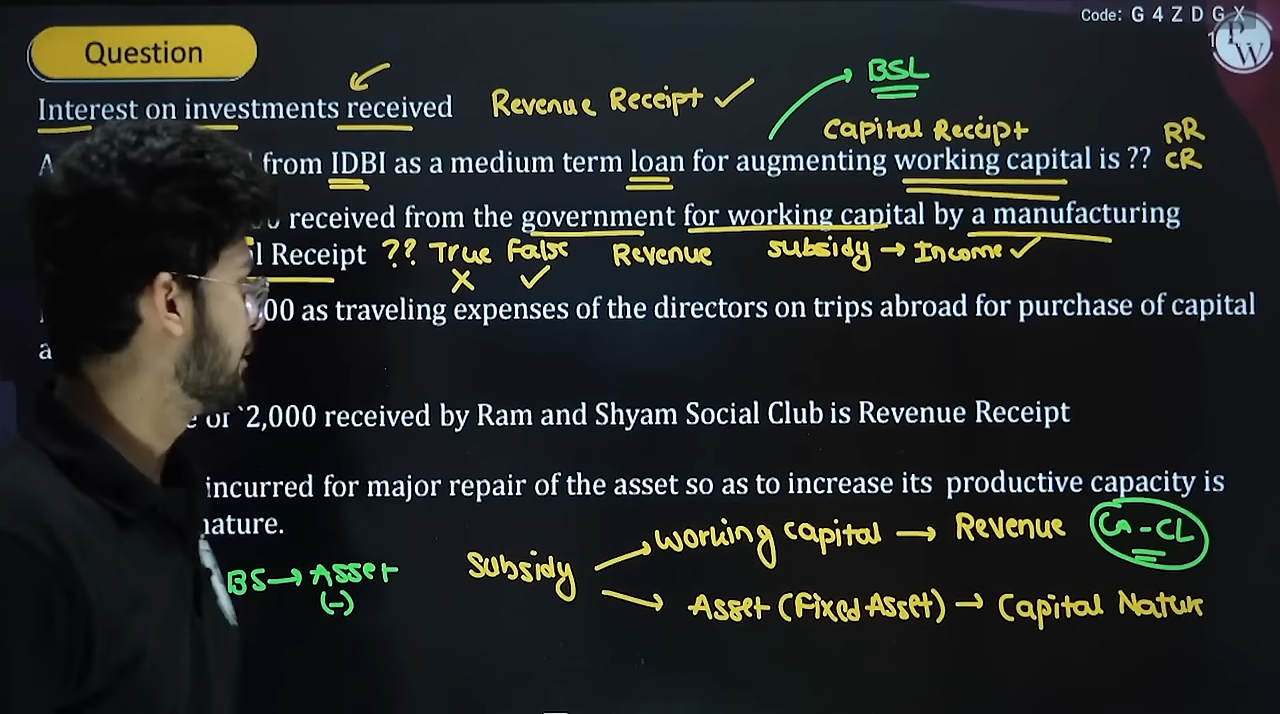 Code: G 4 Z D G X
1
PW
Question
Interest on investments received Revenue Receipt ✓
BSL
Capital Receipt RR
A from IDBI as a medium term loan for augmenting working capital is ?? CR
received from the government for working capital by a manufacturing
l Receipt ?? True False Revenue subsidy → Income ✓
X ✓
00 as traveling expenses of the directors on trips abroad for purchase of capital
a
of `2,000 received by Ram and Shyam Social Club is Revenue Receipt
incurred for major repair of the asset so as to increase its productive capacity is
nature.
Subsidy → Working capital → Revenue CA - CL
BS → Asset
(-)
→ Asset (Fixed Asset) → Capital Natur